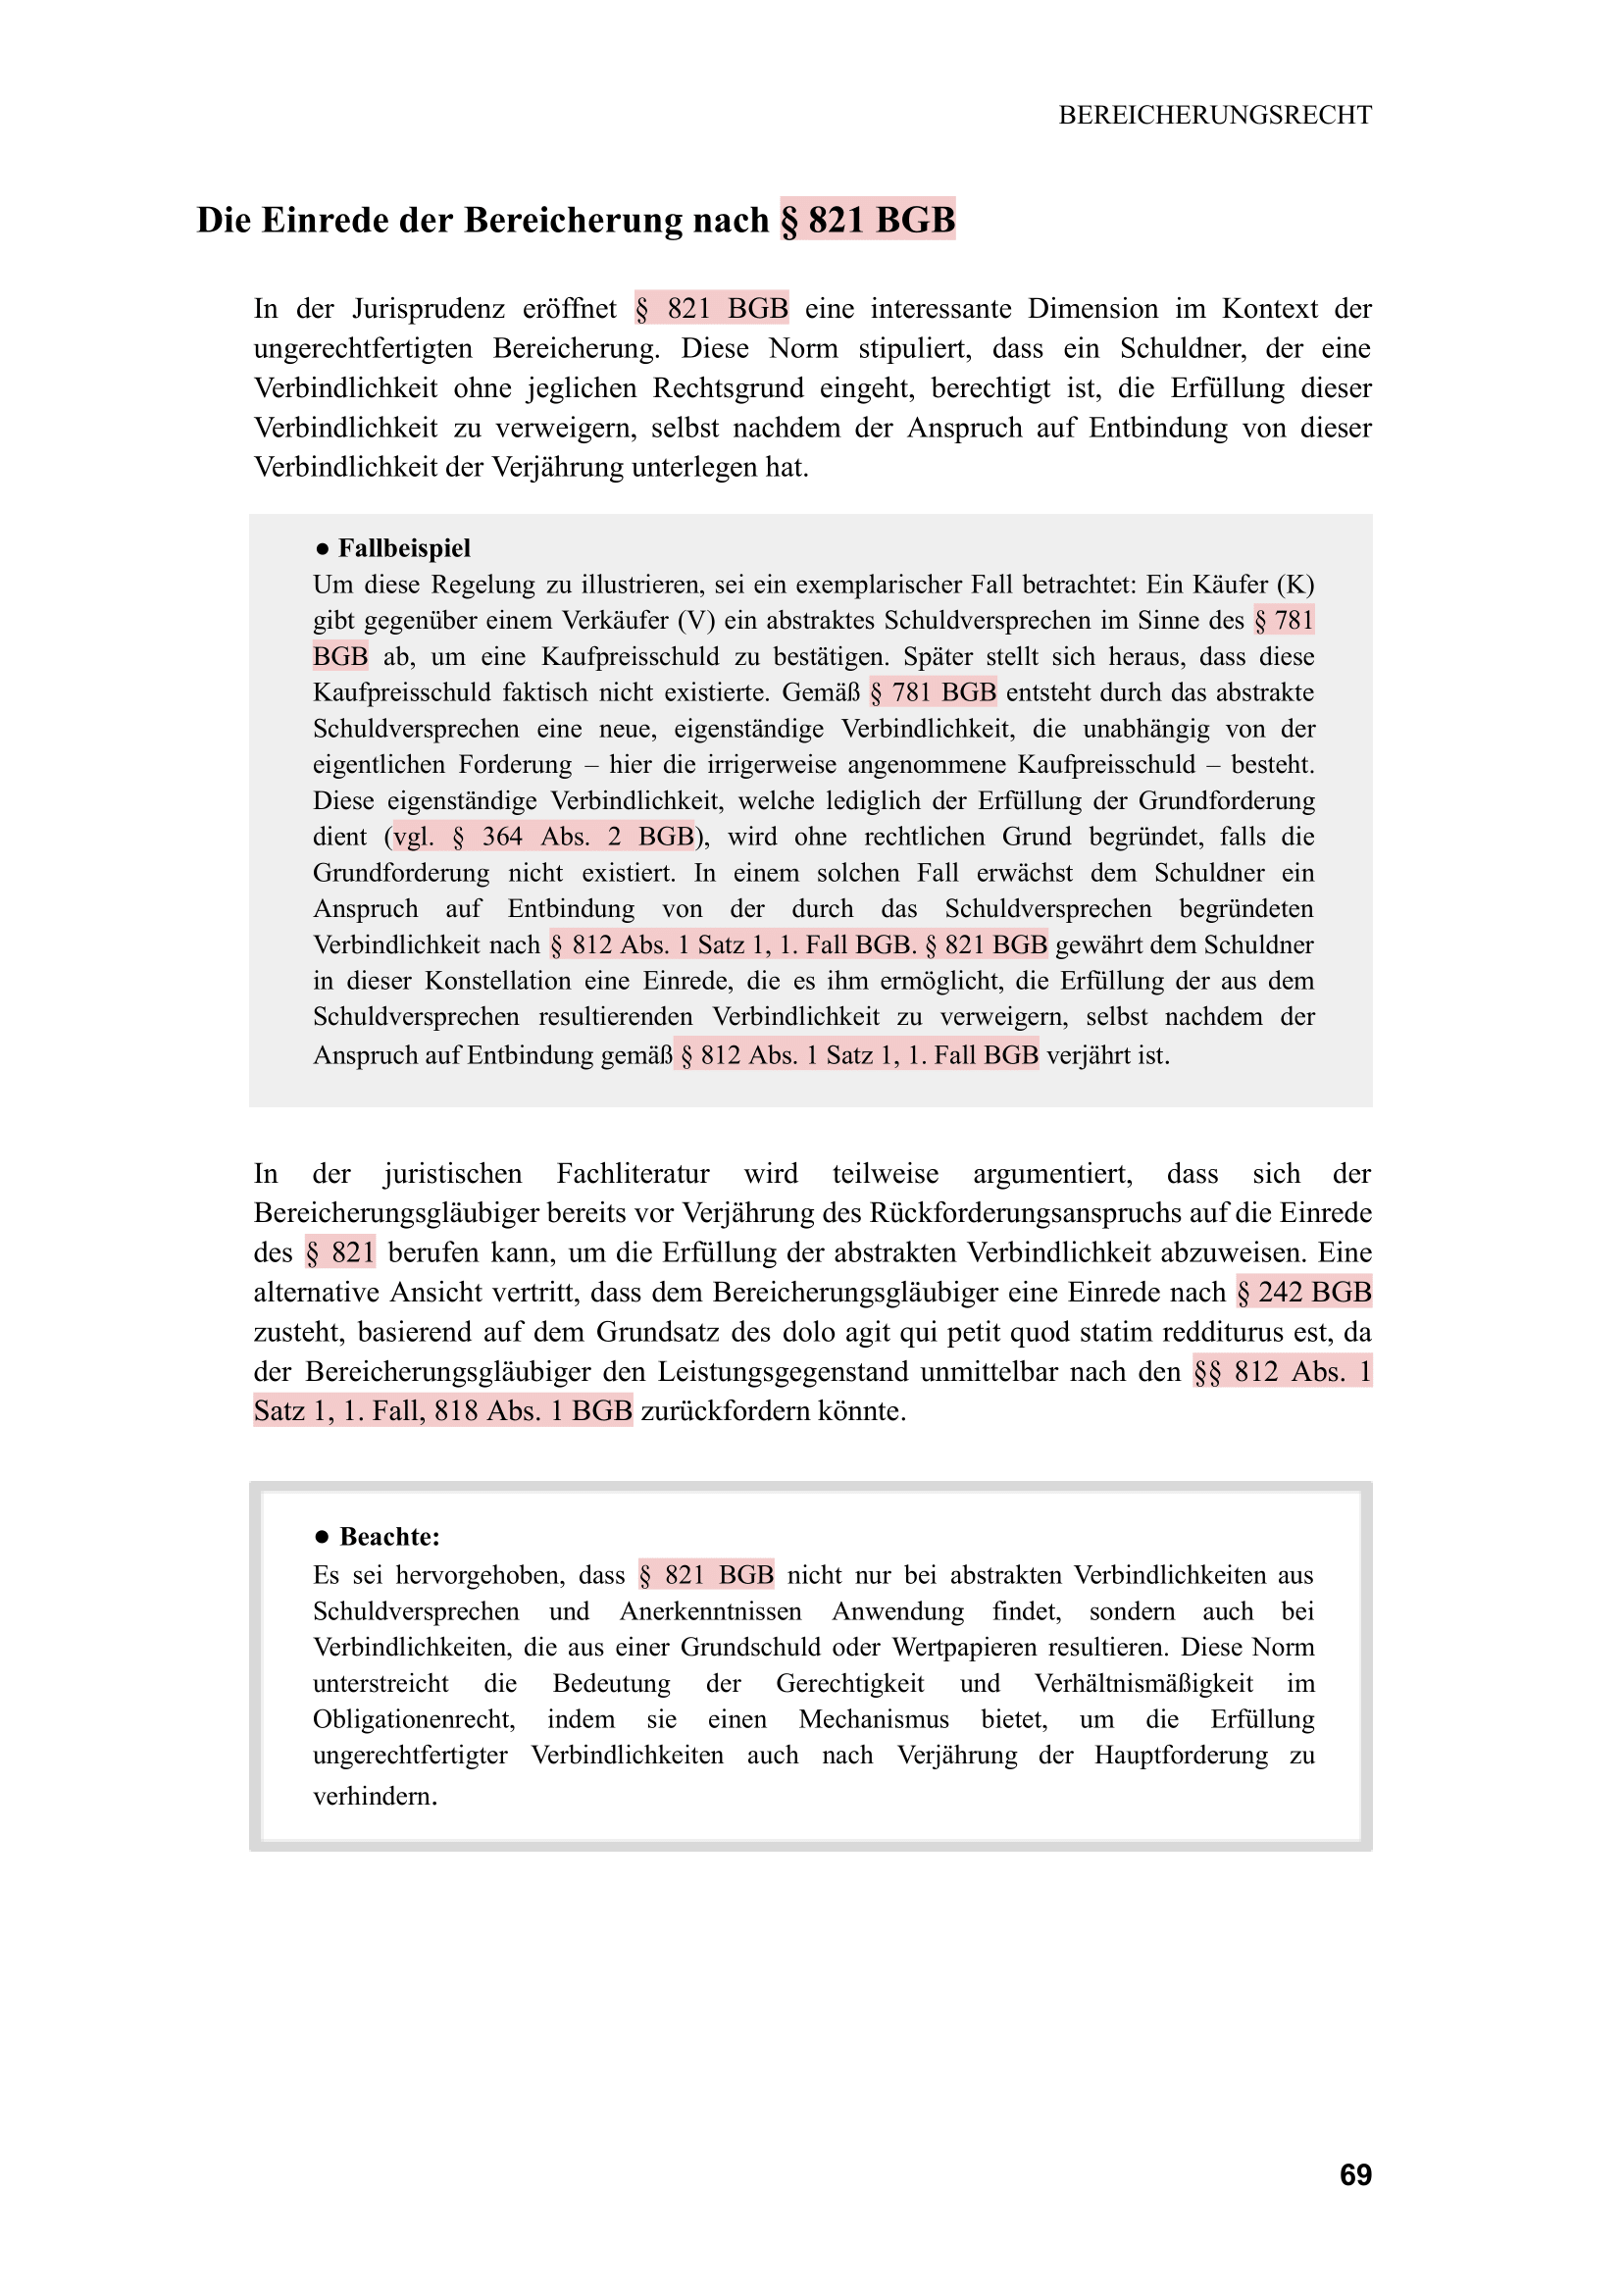 BEREICHERUNGSRECHT
Die Einrede der Bereicherung nach § 821 BGB
In der Jurisprudenz eröffnet § 821 BGB eine interessante Dimension im Kontext der
ungerechtfertigten Bereicherung. Diese Norm stipuliert, dass ein Schuldner, der eine
Verbindlichkeit ohne jeglichen Rechtsgrund eingeht, berechtigt ist, die Erfüllung dieser
Verbindlichkeit zu verweigern, selbst nachdem der Anspruch auf Entbindung von dieser
Verbindlichkeit der Verjährung unterlegen hat.
● Fallbeispiel
Um diese Regelung zu illustrieren, sei ein exemplarischer Fall betrachtet: Ein Käufer (K)
gibt gegenüber einem Verkäufer (V) ein abstraktes Schuldversprechen im Sinne des § 781
BGB ab, um eine Kaufpreisschuld zu bestätigen. Später stellt sich heraus, dass diese
Kaufpreisschuld faktisch nicht existierte. Gemäß § 781 BGB entsteht durch das abstrakte
Schuldversprechen eine neue, eigenständige Verbindlichkeit, die unabhängig von der
eigentlichen Forderung – hier die irrigerweise angenommene Kaufpreisschuld – besteht.
Diese eigenständige Verbindlichkeit, welche lediglich der Erfüllung der Grundforderung
dient (vgl. § 364 Abs. 2 BGB), wird ohne rechtlichen Grund begründet, falls die
Grundforderung nicht existiert. In einem solchen Fall erwächst dem Schuldner ein
Anspruch auf Entbindung von der durch das Schuldversprechen begründeten
Verbindlichkeit nach § 812 Abs. 1 Satz 1, 1. Fall BGB. § 821 BGB gewährt dem Schuldner
in dieser Konstellation eine Einrede, die es ihm ermöglicht, die Erfüllung der aus dem
Schuldversprechen resultierenden Verbindlichkeit zu verweigern, selbst nachdem der
Anspruch auf Entbindung gemäß § 812 Abs. 1 Satz 1, 1. Fall BGB verjährt ist.
In der juristischen Fachliteratur wird teilweise argumentiert, dass sich der
Bereicherungsgläubiger bereits vor Verjährung des Rückforderungsanspruchs auf die Einrede
des § 821 berufen kann, um die Erfüllung der abstrakten Verbindlichkeit abzuweisen. Eine
alternative Ansicht vertritt, dass dem Bereicherungsgläubiger eine Einrede nach § 242 BGB
zusteht, basierend auf dem Grundsatz des dolo agit qui petit quod statim redditurus est, da
der Bereicherungsgläubiger den Leistungsgegenstand unmittelbar nach den §§ 812 Abs. 1
Satz 1, 1. Fall, 818 Abs. 1 BGB zurückfordern könnte.
● Beachte:
Es sei hervorgehoben, dass § 821 BGB nicht nur bei abstrakten Verbindlichkeiten aus
Schuldversprechen und Anerkenntnissen Anwendung findet, sondern auch bei
Verbindlichkeiten, die aus einer Grundschuld oder Wertpapieren resultieren. Diese Norm
unterstreicht die Bedeutung der Gerechtigkeit und Verhältnismäßigkeit im
Obligationenrecht, indem sie einen Mechanismus bietet, um die Erfüllung
ungerechtfertigter Verbindlichkeiten auch nach Verjährung der Hauptforderung zu
verhindern.
69